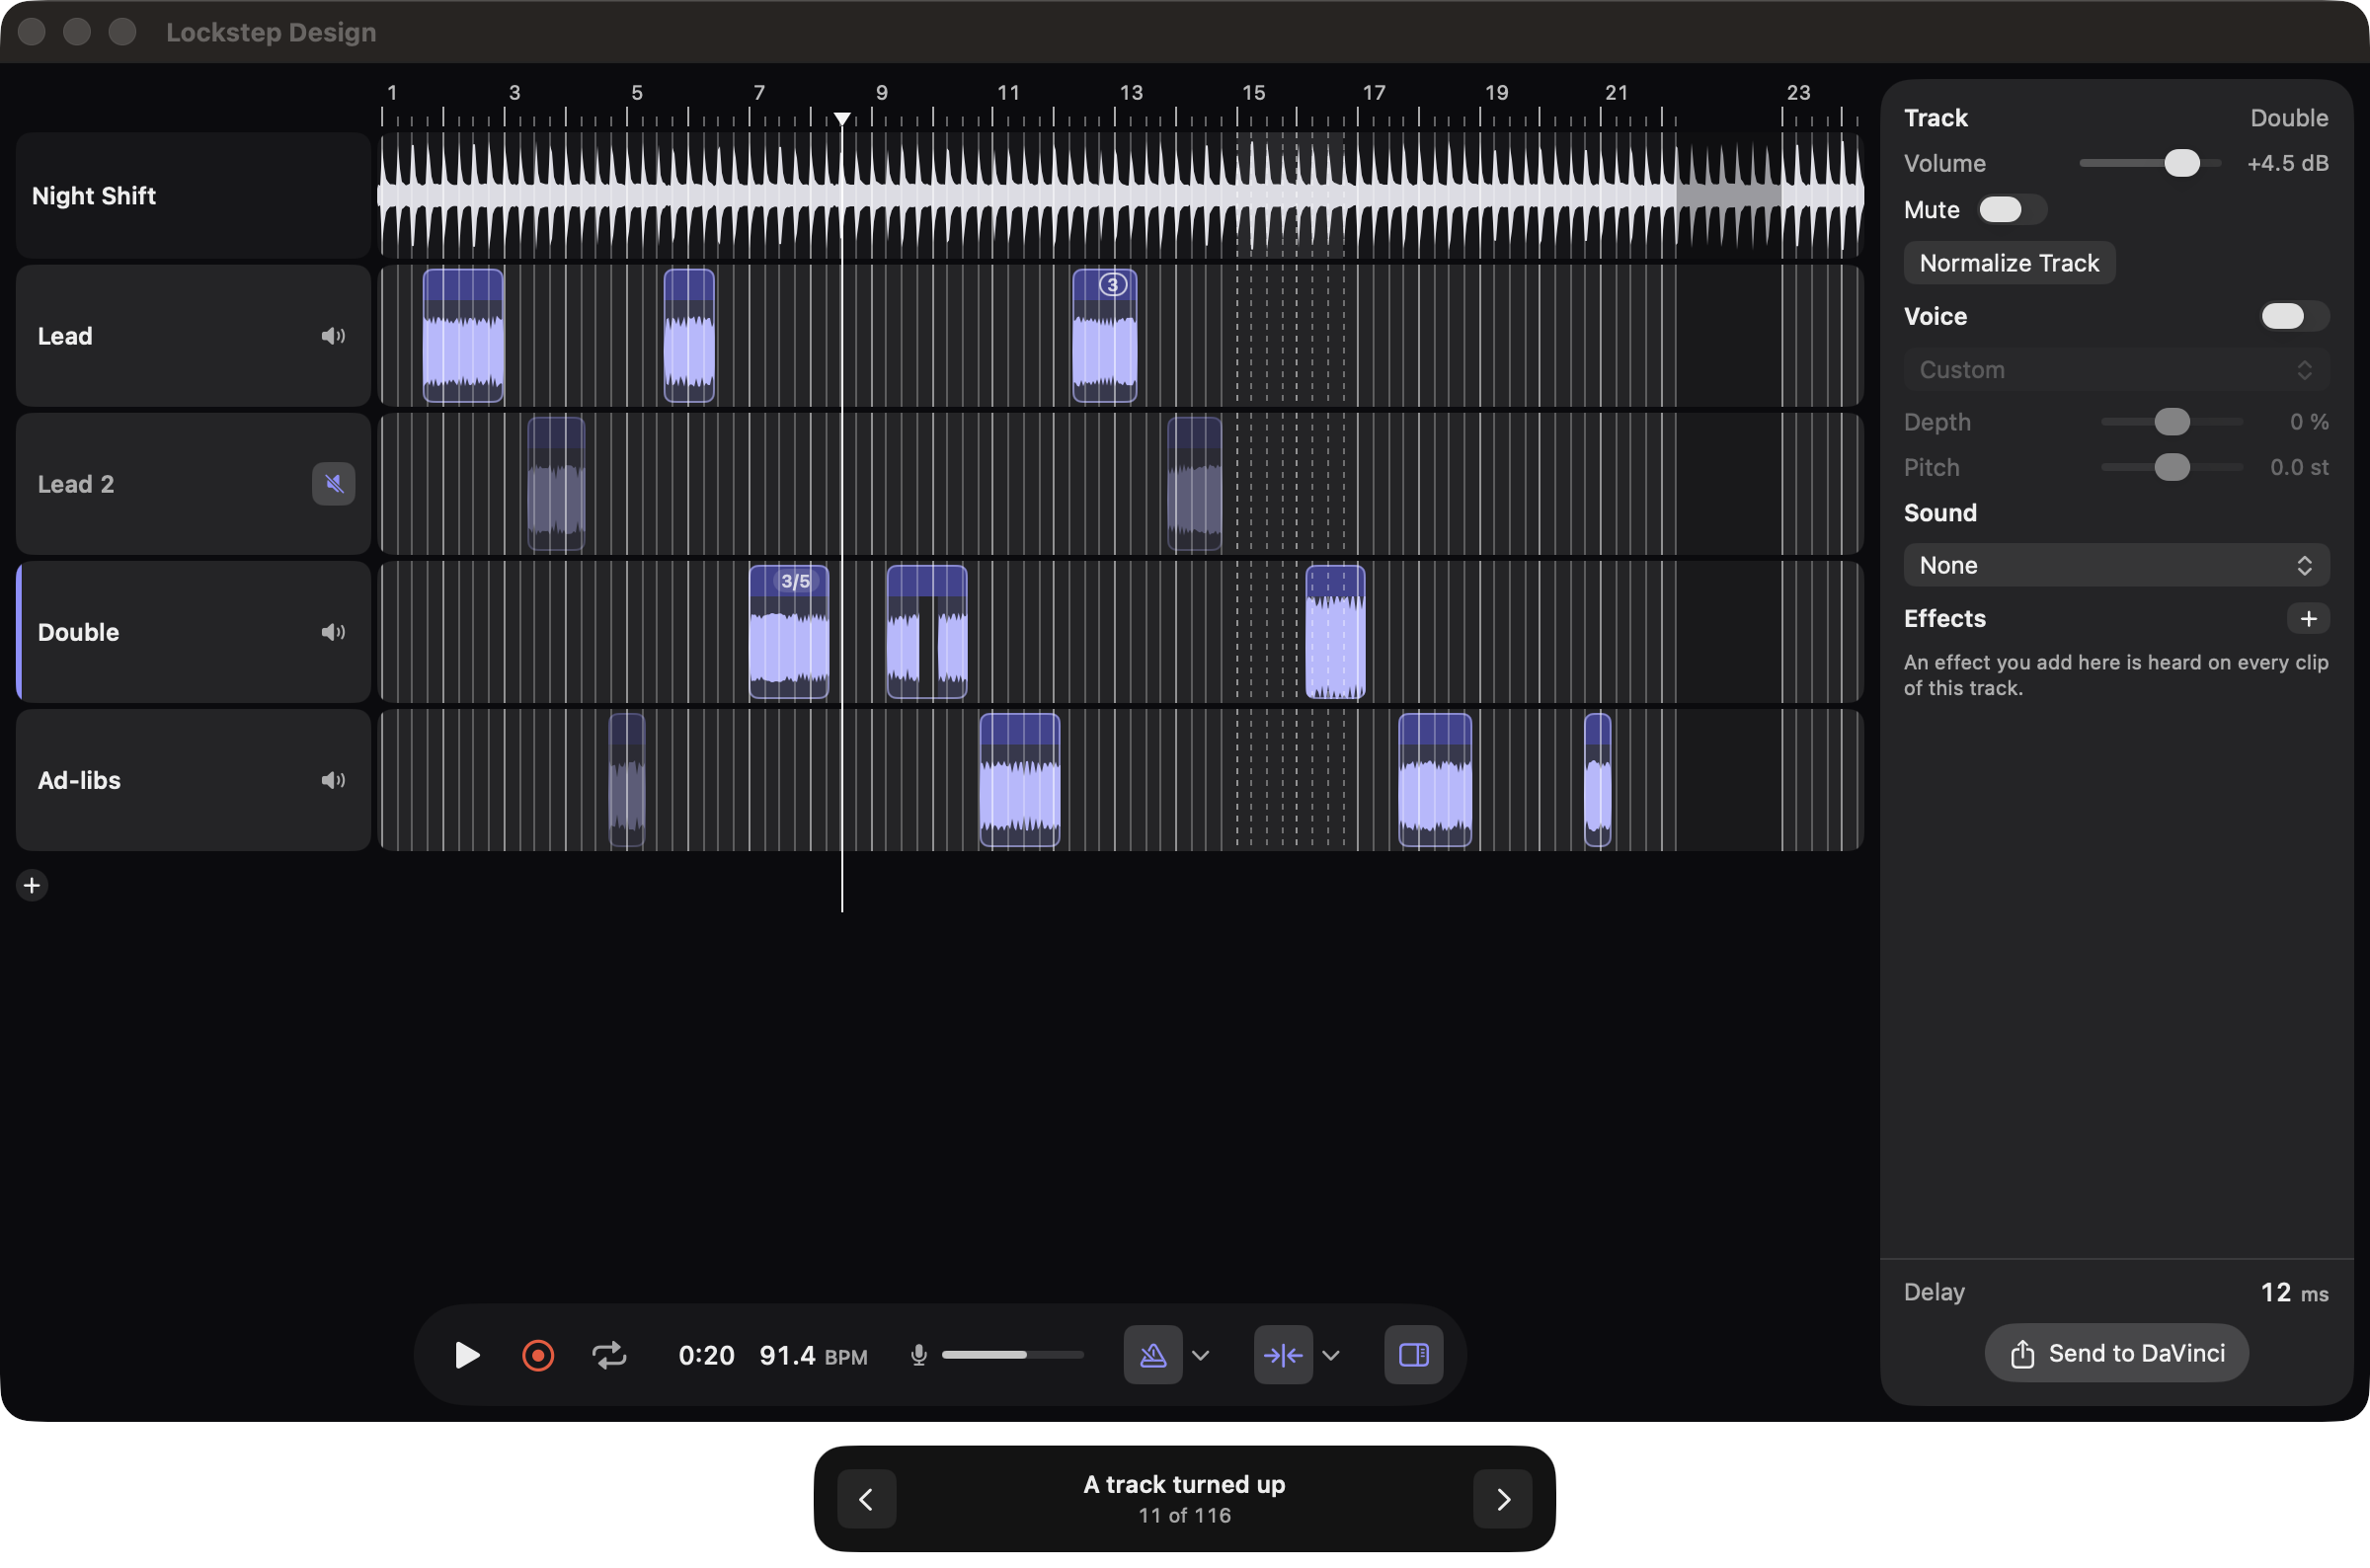 Lockstep Design
1 3 5 7 9 11 13 15 17 19 21 23
Night Shift
Lead
3
Lead 2
Double
3/5
Ad-libs
Track Double
Volume +4.5 dB
Mute
Normalize Track
Voice
Custom
Depth 0 %
Pitch 0.0 st
Sound
None
Effects
An effect you add here is heard on every clip
of this track.
Delay 12 ms
Send to DaVinci
0:20 91.4 BPM
A track turned up
11 of 116